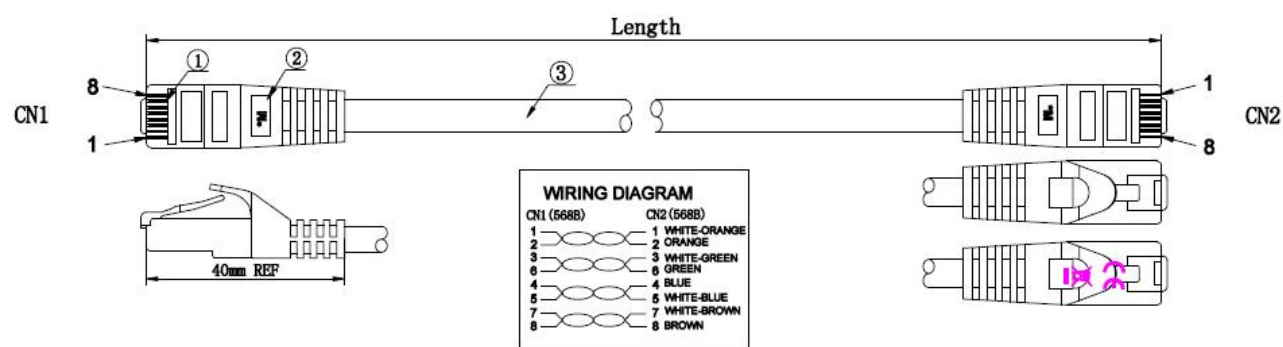 Length
① ② ③
8 1
CN1 CN2
1 8
40mm REF
WIRING DIAGRAM
CN1 (568B) CN2 (568B)
1 1 WHITE-ORANGE
2 2 ORANGE
3 3 WHITE-GREEN
6 6 GREEN
4 4 BLUE
5 5 WHITE-BLUE
7 7 WHITE-BROWN
8 8 BROWN
CE